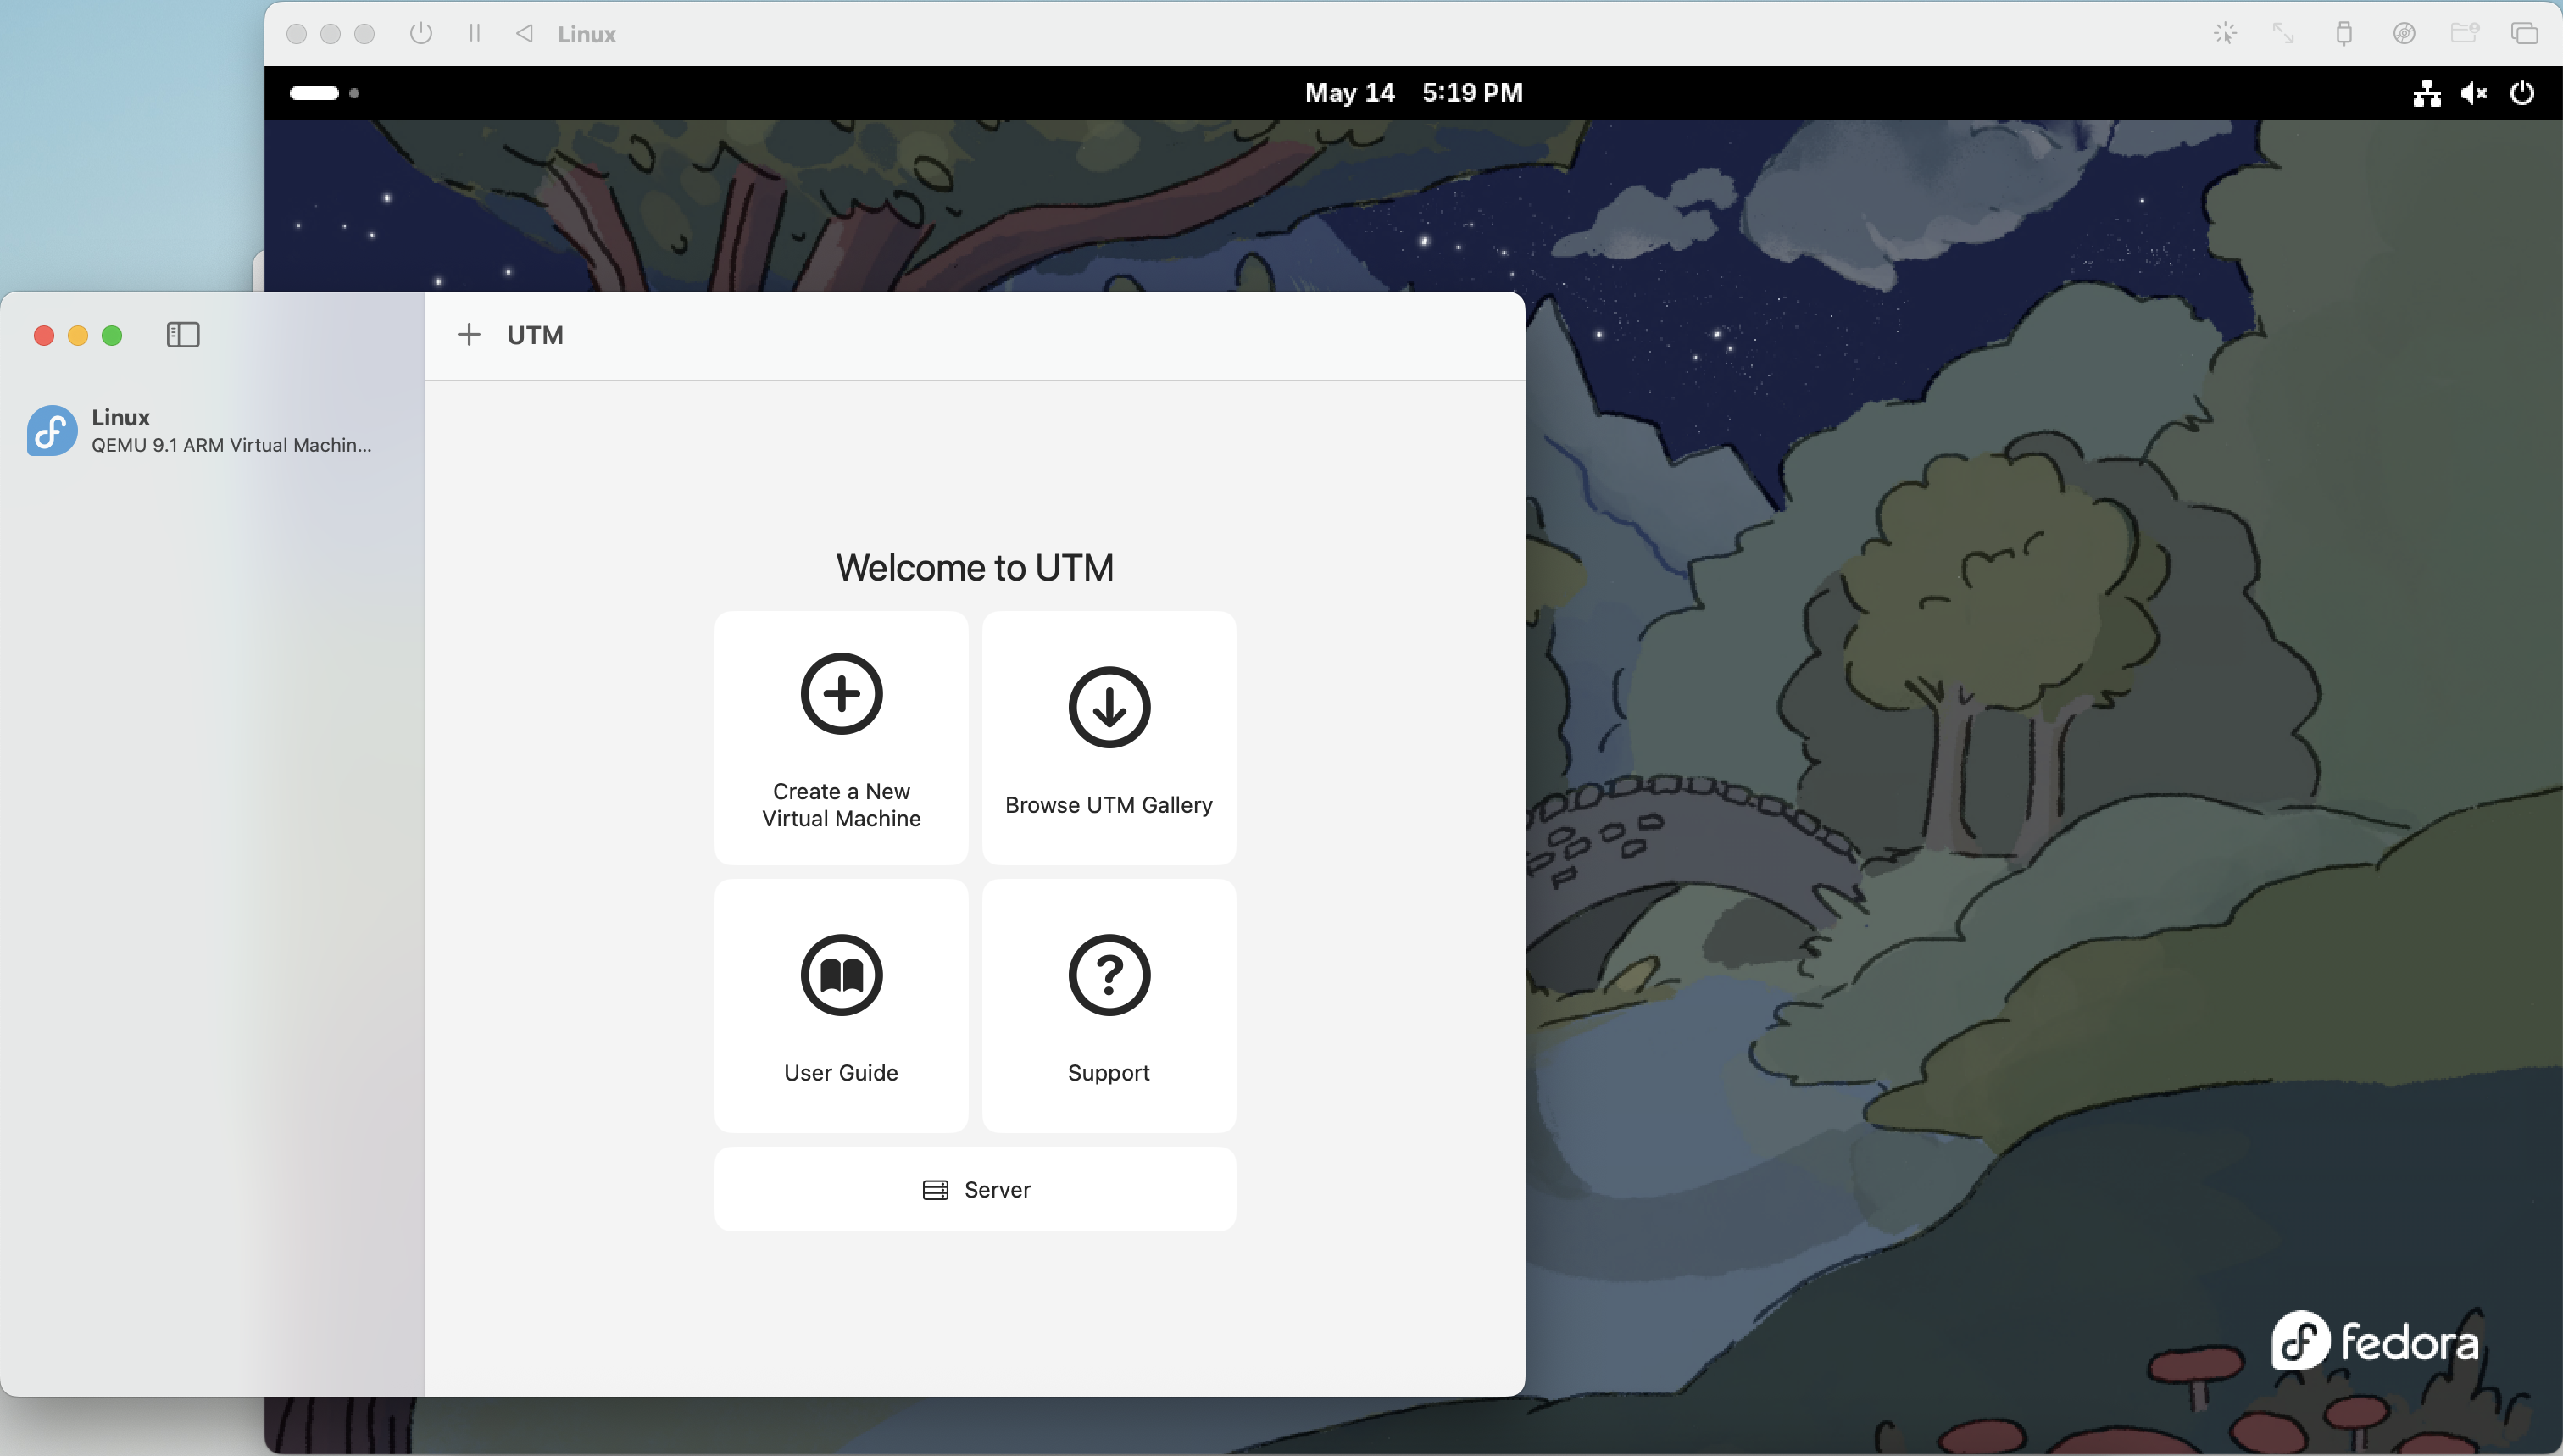 Linux
May 14 5:19 PM
UTM
Linux
QEMU 9.1 ARM Virtual Machin...
Welcome to UTM
Create a New
Virtual Machine
Browse UTM Gallery
User Guide
Support
Server
fedora